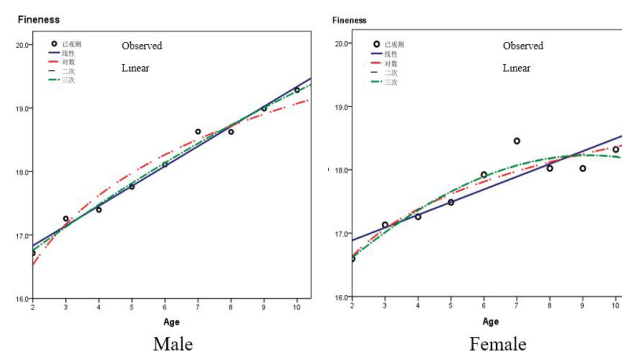 Fineness
20.0
19.0
18.0
17.0
16.0
已观测
线性
对数
二次
三次
Observed
Linear
2 3 4 5 6 7 8 9 10
Age
Male
Fineness
20.0
19.0
18.0
17.0
16.0
已观测
线性
对数
二次
三次
Observed
Linear
2 3 4 5 6 7 8 9 10
Age
Female